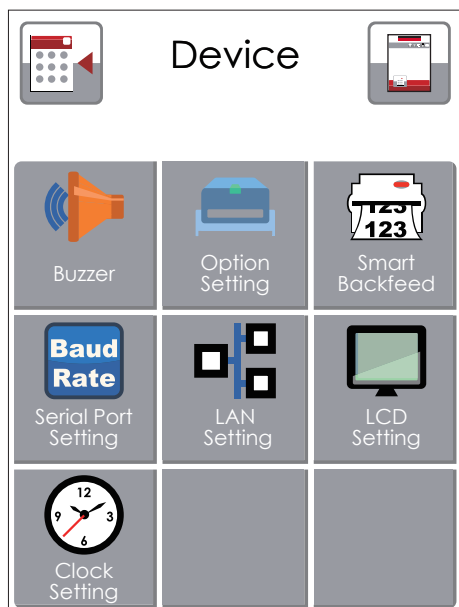 Device
Buzzer
Option
Setting
Smart
Backfeed
123
123
Baud
Rate
Serial Port
Setting
LAN
Setting
LCD
Setting
12
9
3
6
Clock
Setting